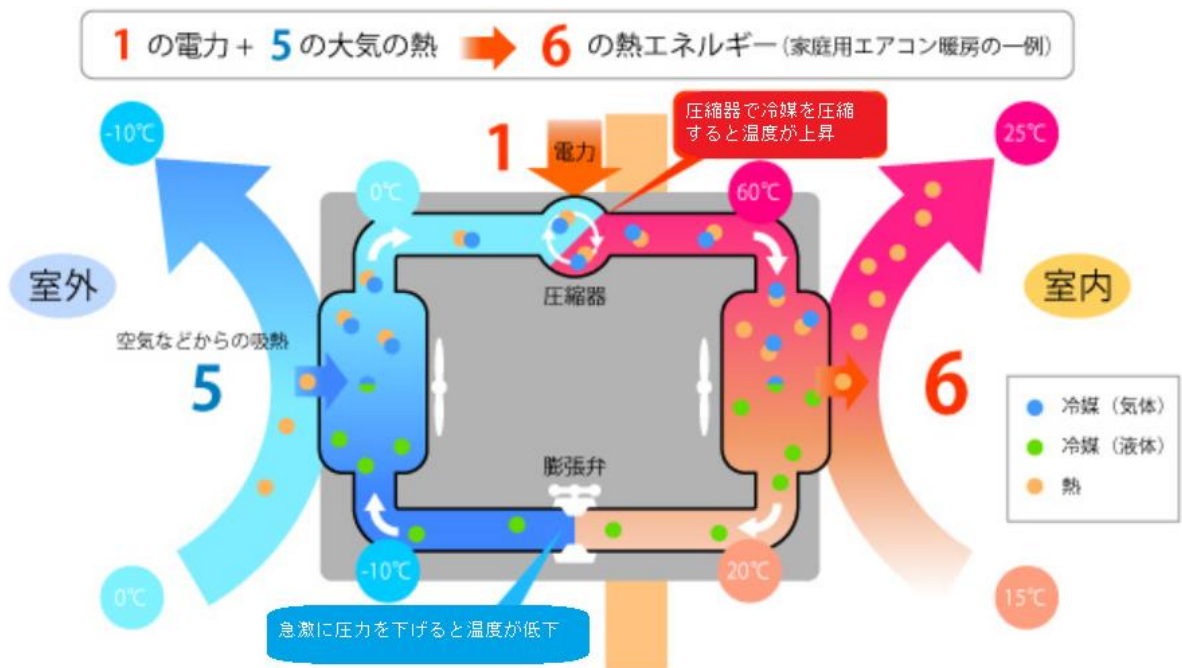 1 の電力 + 5 の大気の熱 6 の熱エネルギー(家庭用エアコン暖房の一例)
圧縮器で冷媒を圧縮
すると温度が上昇
-10℃
1
電力
25℃
0℃
60℃
室外
圧縮器
室内
空気などからの吸熱
5
6
冷媒(気体)
冷媒(液体)
熱
膨張弁
-10℃
20℃
0℃
15℃
急激に圧力を下げると温度が低下